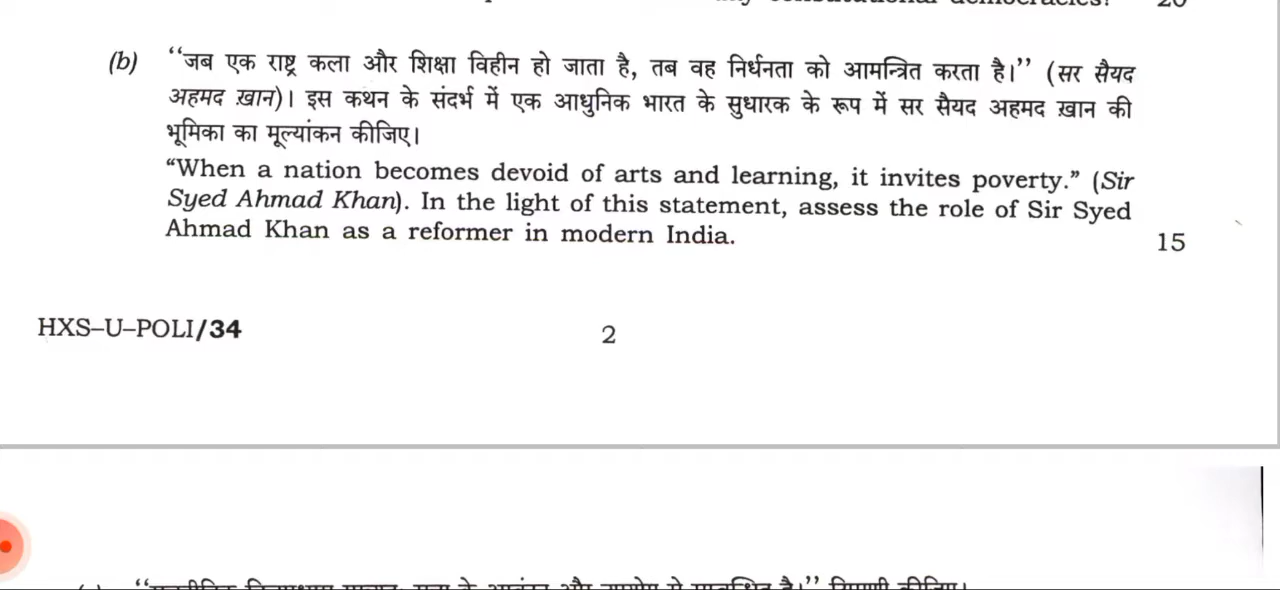 constitutional democracies? 20
(b) “जब एक राष्ट्र कला और शिक्षा विहीन हो जाता है, तब वह निर्धनता को आमन्त्रित करता है।” (सर सैयद
अहमद ख़ान)। इस कथन के संदर्भ में एक आधुनिक भारत के सुधारक के रूप में सर सैयद अहमद ख़ान की
भूमिका का मूल्यांकन कीजिए।
“When a nation becomes devoid of arts and learning, it invites poverty.” (Sir
Syed Ahmad Khan). In the light of this statement, assess the role of Sir Syed
Ahmad Khan as a reformer in modern India. 15
HXS–U–POLI/34 2